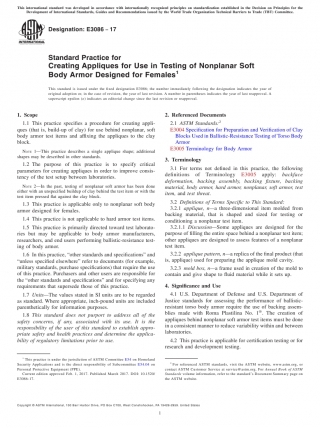 This international standard was developed in accordance with internationally recognized principles on standardization established in the Decision on Principles for the
Development of International Standards, Guides and Recommendations issued by the World Trade Organization Technical Barriers to Trade (TBT) Committee.
Designation: E3086 − 17
Standard Practice for
Creating Appliques for Use in Testing of Nonplanar Soft
Body Armor Designed for Females1
This standard is issued under the fixed designation E3086; the number immediately following the designation indicates the year of
original adoption or, in the case of revision, the year of last revision. A number in parentheses indicates the year of last reapproval. A
superscript epsilon (ε) indicates an editorial change since the last revision or reapproval.
1. Scope
1.1 This practice specifies a procedure for creating appli-
ques (that is, build-up of clay) for use behind nonplanar, soft
body armor test items and affixing the appliques to the clay
block.
NOTE 1—This practice describes a single applique shape; additional
shapes may be described in other standards.
1.2 The purpose of this practice is to specify critical
parameters for creating appliques in order to improve consis-
tency of the test setup between laboratories.
NOTE 2—In the past, testing of nonplanar soft armor has been done
either with an unspecified buildup of clay behind the test item or with the
test item pressed flat against the clay block.
1.3 This practice is applicable only to nonplanar soft body
armor designed for females.
1.4 This practice is not applicable to hard armor test items.
1.5 This practice is primarily directed toward test laborato-
ries but may be applicable to body armor manufacturers,
researchers, and end users performing ballistic-resistance test-
ing of body armor.
1.6 In this practice, “other standards and specifications” and
“unless specified elsewhere” refer to documents (for example,
military standards, purchase specifications) that require the use
of this practice. Purchasers and other users are responsible for
the “other standards and specifications” and for specifying any
requirements that supersede those of this practice.
1.7 Units—The values stated in SI units are to be regarded
as standard. Where appropriate, inch-pound units are included
parenthetically for information purposes.
1.8 This standard does not purport to address all of the
safety concerns, if any, associated with its use. It is the
responsibility of the user of this standard to establish appro-
priate safety and health practices and determine the applica-
bility of regulatory limitations prior to use.
1 This practice is under the jurisdiction of ASTM Committee E54 on Homeland
Security Applications and is the direct responsibility of Subcommittee E54.04 on
Personal Protective Equipment (PPE).
Current edition approved Feb. 1, 2017. Published March 2017. DOI: 10.1520/
E3086-17.
2. Referenced Documents
2.1 ASTM Standards:2
E3004 Specification for Preparation and Verification of Clay
Blocks Used in Ballistic-Resistance Testing of Torso Body
Armor
E3005 Terminology for Body Armor
3. Terminology
3.1 For terms not defined in this practice, the following
definitions of Terminology E3005 apply: backface
deformation, backing assembly, backing fixture, backing
material, body armor, hard armor, nonplanar, soft armor, test
item, and test threat.
3.2 Definitions of Terms Specific to This Standard:
3.2.1 applique, n—a three-dimensional item molded from
backing material, that is shaped and sized for testing or
conditioning a nonplanar test item.
3.2.1.1 Discussion—Some appliques are designed for the
purpose of filling the entire space behind a nonplanar test item;
other appliques are designed to assess features of a nonplanar
test item.
3.2.2 applique pattern, n—a replica of the final product (that
is, applique) used for preparing the applique mold cavity.
3.2.3 mold box, n—a frame used in creation of the mold to
contain and give shape to fluid material while it sets up.
4. Significance and Use
4.1 U.S. Department of Defense and U.S. Department of
Justice standards for assessing the performance of ballistic-
resistant torso body armor require the use of backing assem-
blies made with Roma Plastilina No. 1®. The creation of
appliques behind nonplanar soft armor test items must be done
in a consistent manner to reduce variability within and between
laboratories.
4.2 This practice is applicable for certification testing or for
research and development testing.
2 For referenced ASTM standards, visit the ASTM website, www.astm.org, or
contact ASTM Customer Service at service@astm.org. For Annual Book of ASTM
Standards volume information, refer to the standard's Document Summary page on
the ASTM website.
Copyright © ASTM International, 100 Barr Harbor Drive, PO Box C700, West Conshohocken, PA 19428-2959. United States
1